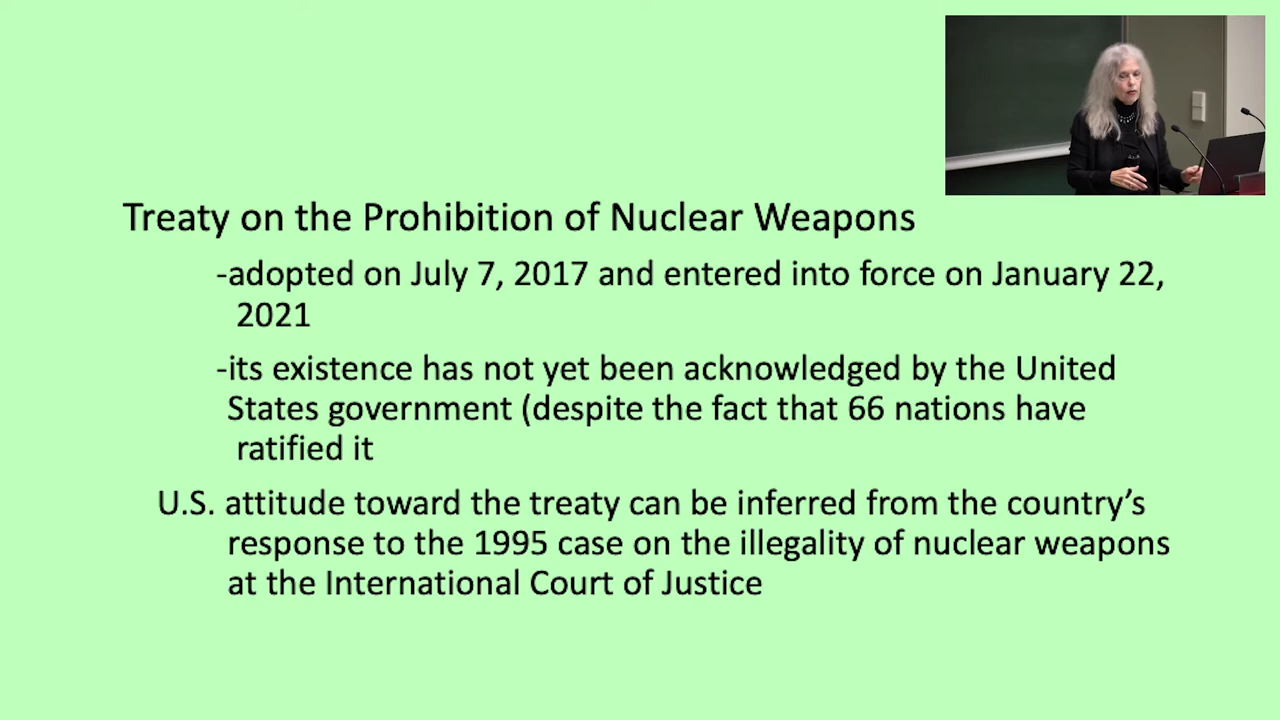 Treaty on the Prohibition of Nuclear Weapons
-adopted on July 7, 2017 and entered into force on January 22,
2021
-its existence has not yet been acknowledged by the United
States government (despite the fact that 66 nations have
ratified it
U.S. attitude toward the treaty can be inferred from the country’s
response to the 1995 case on the illegality of nuclear weapons
at the International Court of Justice